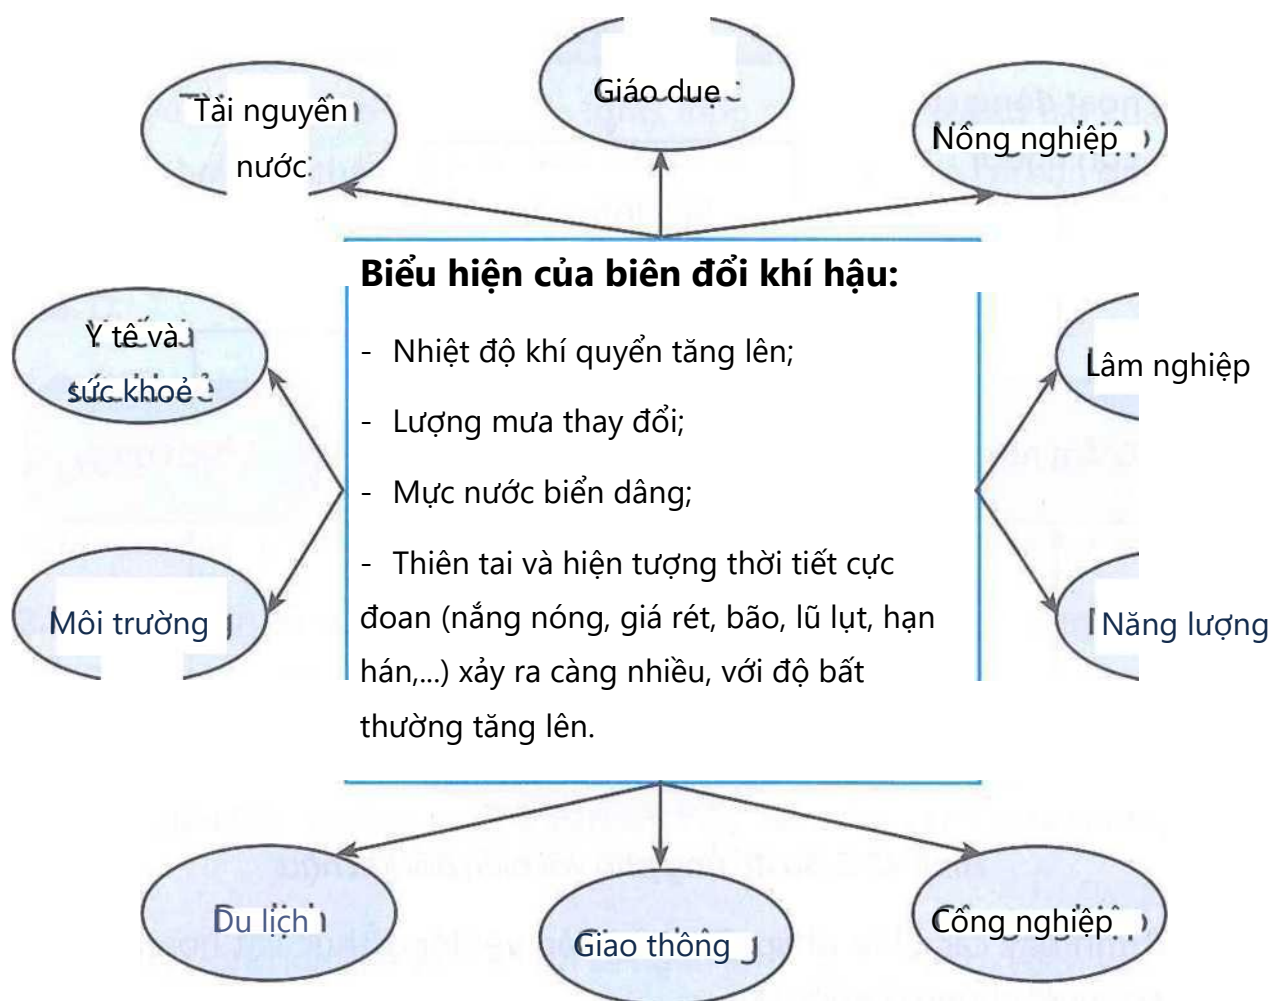 Giáo duẹ
Tài nguyên
nước
Nông nghiệp
Biểu hiện của biên đổi khí hậu:
Y tê và
sức khoẻ
- Nhiệt độ khí quyển tăng lên;
Lâm nghiệp
- Lượng mưa thay đổi;
- Mực nước biển dâng;
- Thiên tai và hiện tượng thời tiết cực
đoan (nắng nóng, giá rét, bão, lũ lụt, hạn
hán,...) xảy ra càng nhiều, với độ bất
thường tăng lên.
Môi trường
Năng lượng
Du lịch
Giao thông
Công nghiệp